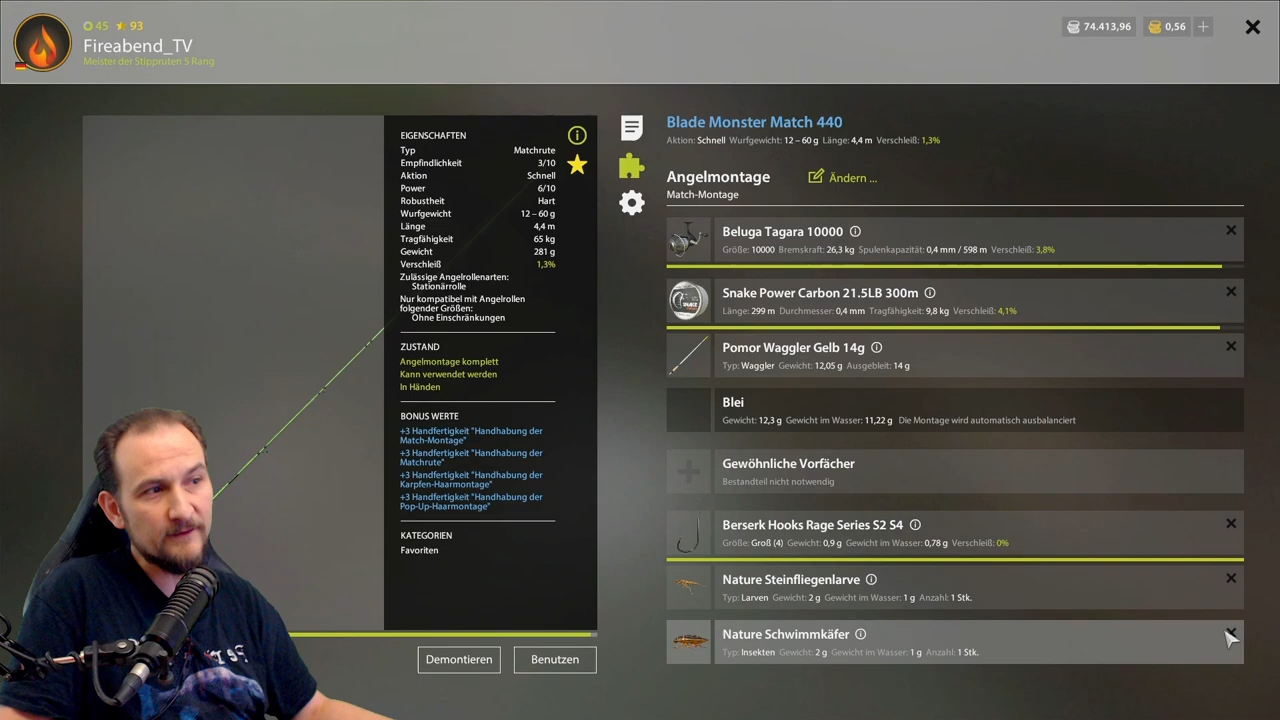 45 93
Fireabend_TV
Meister der Stippruten 5 Rang
74.413,96
0,56
EIGENSCHAFTEN
Typ Matchrute
Empfindlichkeit 3/10
Aktion Schnell
Power 6/10
Robustheit Hart
Wurfgewicht 12 – 60 g
Länge 4,4 m
Tragfähigkeit 65 kg
Gewicht 281 g
Verschleiß 1,3%
Zulässige Angelrollenarten:
Stationärrolle
Nur kompatibel mit Angelrollen
folgender Größen:
Ohne Einschränkungen
ZUSTAND
Angelmontage komplett
Kann verwendet werden
In Händen
BONUS WERTE
+3 Handfertigkeit "Handhabung der
Match-Montage"
+3 Handfertigkeit "Handhabung der
Matchrute"
+3 Handfertigkeit "Handhabung der
Karpfen-Haarmontage"
+3 Handfertigkeit "Handhabung der
Pop-Up-Haarmontage"
KATEGORIEN
Favoriten
Demontieren
Benutzen
Blade Monster Match 440
Aktion: Schnell Wurfgewicht: 12 – 60 g Länge: 4,4 m Verschleiß: 1,3%
Angelmontage
Ändern ...
Match-Montage
Beluga Tagara 10000
Größe: 10000 Bremskraft: 26,3 kg Spulenkapazität: 0,4 mm / 598 m Verschleiß: 3,8%
Snake Power Carbon 21.5LB 300m
Länge: 299 m Durchmesser: 0,4 mm Tragfähigkeit: 9,8 kg Verschleiß: 4,1%
Pomor Waggler Gelb 14g
Typ: Waggler Gewicht: 12,05 g Ausgebleit: 14 g
Blei
Gewicht: 12,3 g Gewicht im Wasser: 11,22 g Die Montage wird automatisch ausbalanciert
Gewöhnliche Vorfächer
Bestandteil nicht notwendig
Berserk Hooks Rage Series S2 S4
Größe: Groß (4) Gewicht: 0,9 g Gewicht im Wasser: 0,78 g Verschleiß: 0%
Nature Steinfliegenlarve
Typ: Larven Gewicht: 2 g Gewicht im Wasser: 1 g Anzahl: 1 Stk.
Nature Schwimmkäfer
Typ: Insekten Gewicht: 2 g Gewicht im Wasser: 1 g Anzahl: 1 Stk.